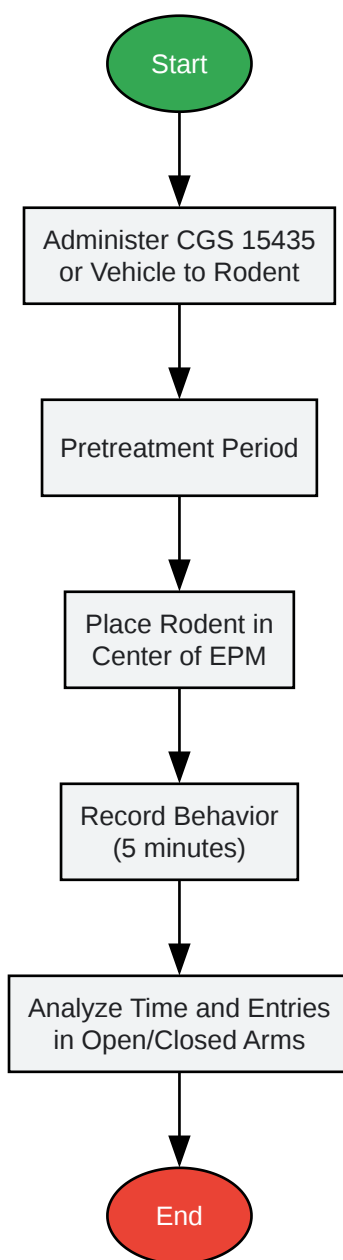 Start
Administer CGS 15435
or Vehicle to Rodent
Pretreatment Period
Place Rodent in
Center of EPM
Record Behavior
(5 minutes)
Analyze Time and Entries
in Open/Closed Arms
End